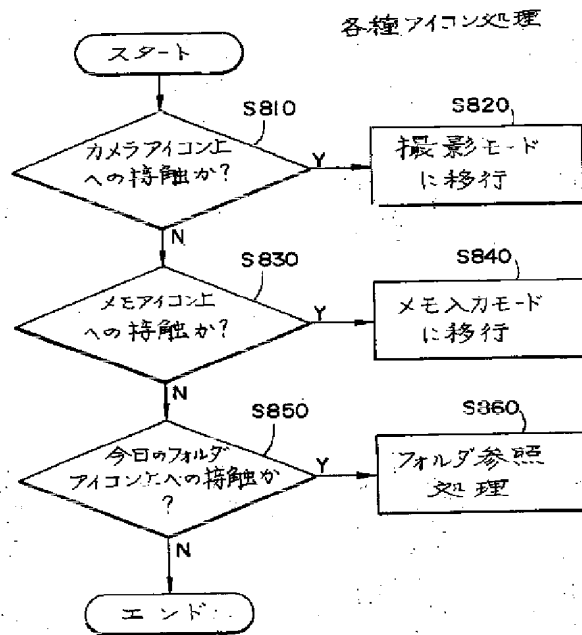 各種アイコン処理
スタート
S810
カメラアイコン上
への接触か?
Y
S820
撮影モード
に移行
N
S830
メモアイコン上
への接触か?
Y
S840
メモ入力モード
に移行
N
S850
今日のフォルダ
アイコン上への接触か
?
Y
S860
フォルダ参照
処理
N
エンド